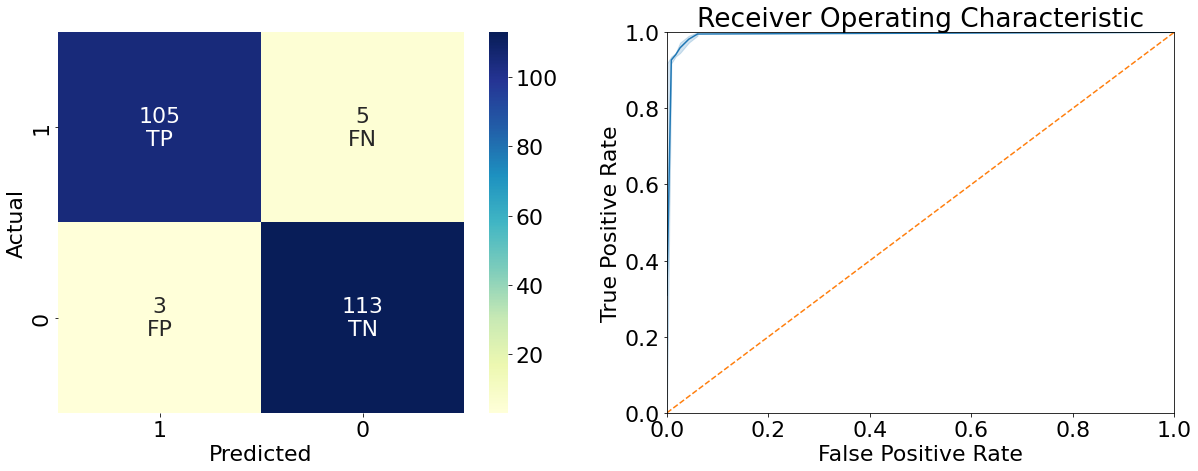 105
TP
5
FN
3
FP
113
TN
1
0
Actual
1
0
Predicted
100
80
60
40
20
Receiver Operating Characteristic
1.0
0.8
0.6
0.4
0.2
0.0
True Positive Rate
0.0
0.2
0.4
0.6
0.8
1.0
False Positive Rate